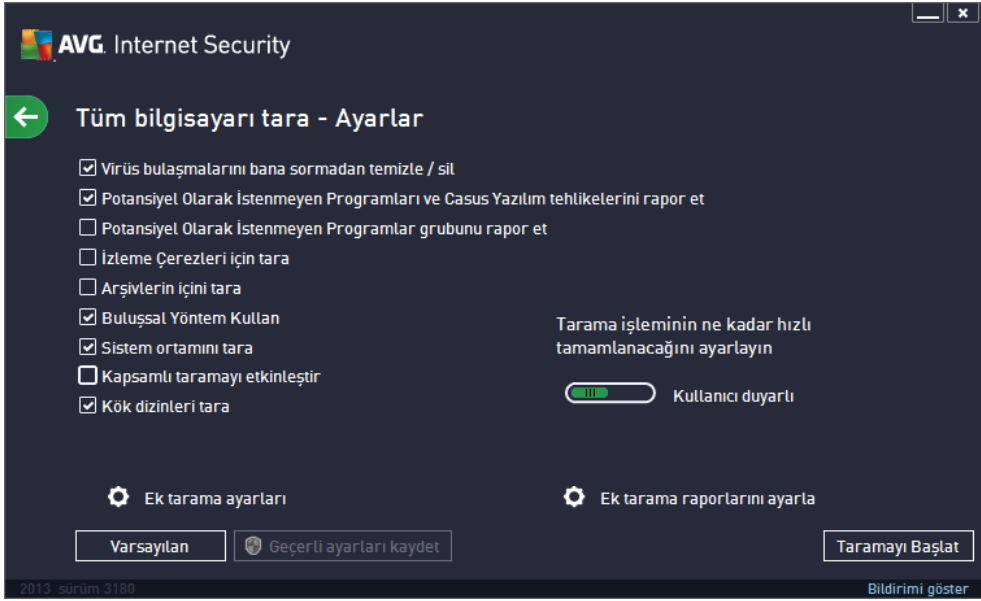 AVG. Internet Security
Tüm bilgisayarı tara - Ayarlar
Virüs bulaşmalarını bana sormadan temizle / sil
Potansiyel Olarak İstenmeyen Programları ve Casus Yazılım tehlikelerini rapor et
Potansiyel Olarak İstenmeyen Programlar grubunu rapor et
İzleme Çerezleri için tara
Arşivlerin içini tara
Buluşsal Yöntem Kullan
Sistem ortamını tara
Kapsamlı taramayı etkinleştir
Kök dizinleri tara
Tarama işleminin ne kadar hızlı
tamamlanacağını ayarlayın
Kullanıcı duyarlı
Ek tarama ayarları
Ek tarama raporlarını ayarla
Varsayılan
Geçerli ayarları kaydet
Taramayı Başlat
2013 sürüm 3180
Bildirimi göster